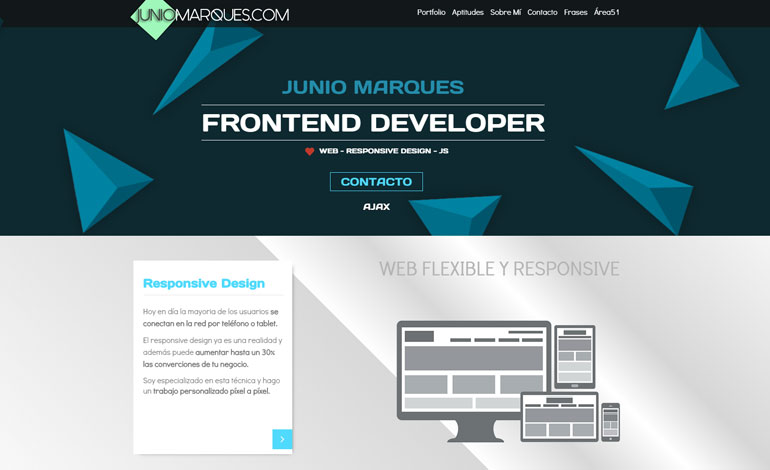 JUNIOMARQUES.COM
Portfolio Aptitudes Sobre Mí Contacto Frases Área51
JUNIO MARQUES
FRONTEND DEVELOPER
WEB - RESPONSIVE DESIGN - JS
CONTACTO
AJAX
WEB FLEXIBLE Y RESPONSIVE
Responsive Design
Hoy en día la mayoria de los usuarios se
conectan en la red por teléfono o tablet.
El responsive design ya es una realidad y
además puede aumentar hasta un 30%
las converciones de tu negocio.
Soy especializado en esta técnica y hago
un trabajo personalizado píxel a píxel.